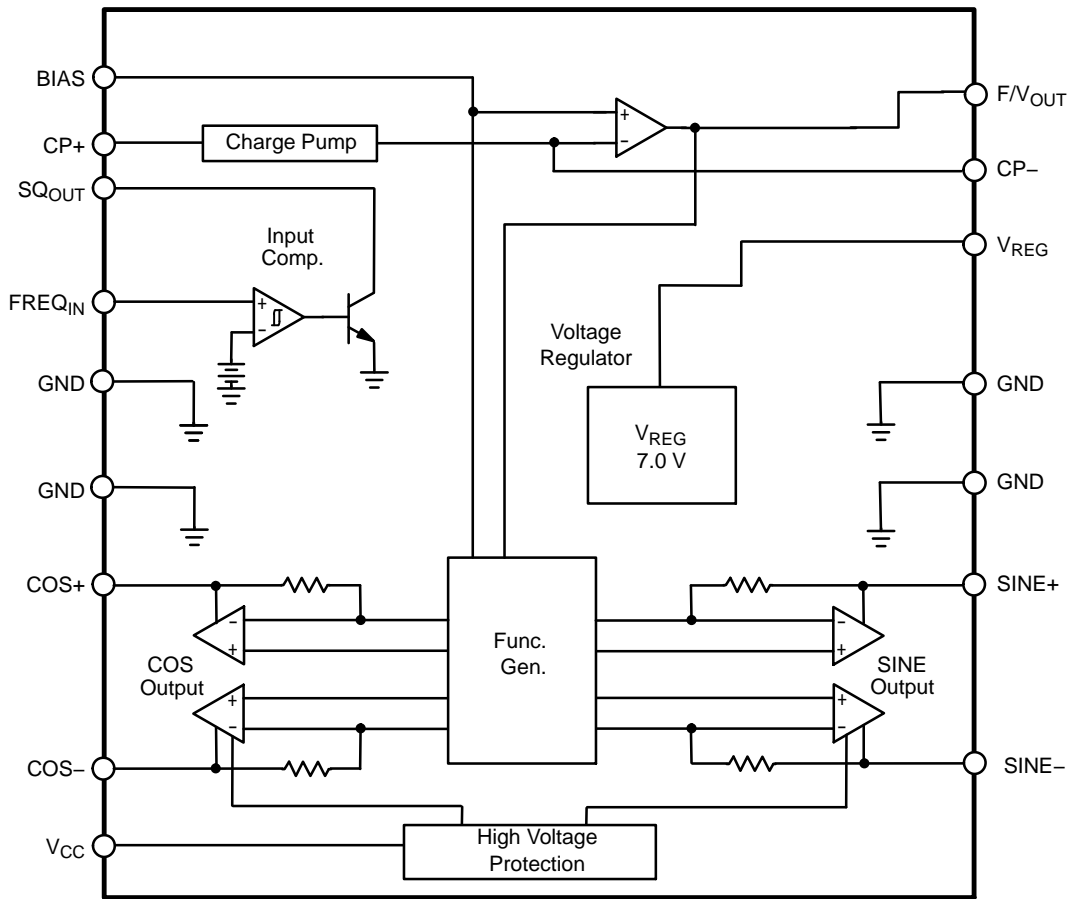 BIAS
F/VOUT
CP+
Charge Pump
+
−
CP−
SQOUT
Input
Comp.
VREG
FREQIN
+
−
Voltage
Regulator
GND
GND
VREG
7.0 V
GND
GND
COS+
SINE+
−
+
−
+
Func.
Gen.
COS
Output
SINE
Output
+
−
+
−
COS−
SINE−
VCC
High Voltage
Protection